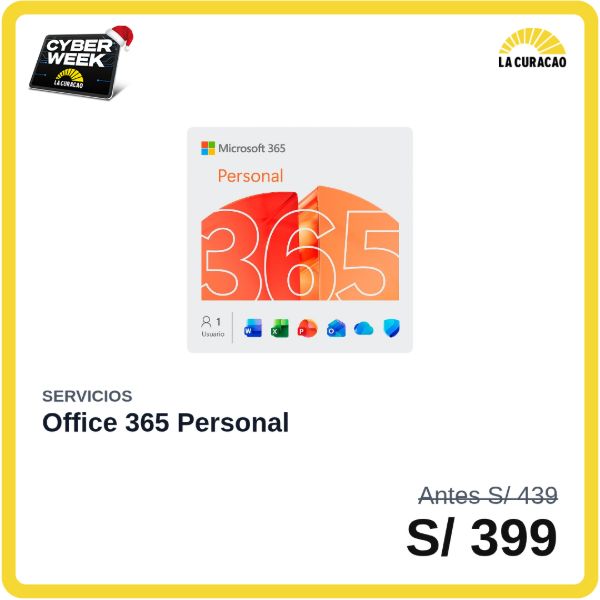 CYBER
WEEK
LA CURACAO
LA CURACAO
Microsoft 365
Personal
365
1
Usuario
W X P O
SERVICIOS
Office 365 Personal
Antes S/ 439
S/ 399